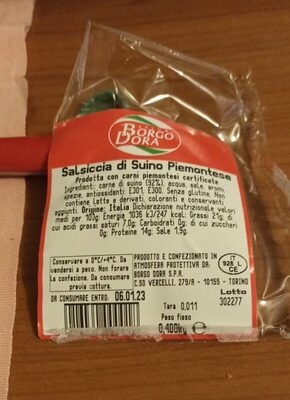 BORGO
DORA
Salsiccia di Suino Piemontese
Prodotta con carni piemontesi certificate
Ingredienti: carne di suino (92%), acqua, sale, aromi,
spezie, antiossidanti: E301, E300. Senza glutine. Non
contiene Latte e derivati, coloranti e conservanti
aggiunti. Origine: Italia Dichiarazione nutrizionale valori
medi per 100g: Energia 1036 kJ/247 kcal: Grassi 21g. di
cui acidi grassi saturi 7.0g; Carboidrati 0g; di cui zuccheri
0g; Proteine 14g; Sale 1,9g
Conservare a 0°C/+4°C. Da
vendersi a peso. Non forare
la confezione. Da consumare
previa cottura.
PRODOTTO E CONFEZIONATO IN
ATMOSFERA PROTETTIVA DA:
BORGO DORA S.P.A.
C.SO VERCELLI, 279/A - 10155 - TORINO
IT
926 L
CE
DA CONSUMARE ENTRO: 06.01.23
Lotto
302277
Tara 0,011
Peso fisso
0,400kg e